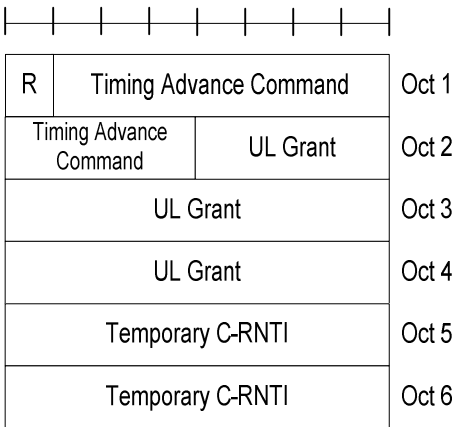 R Timing Advance Command Oct 1
Timing Advance
Command UL Grant Oct 2
UL Grant Oct 3
UL Grant Oct 4
Temporary C-RNTI Oct 5
Temporary C-RNTI Oct 6